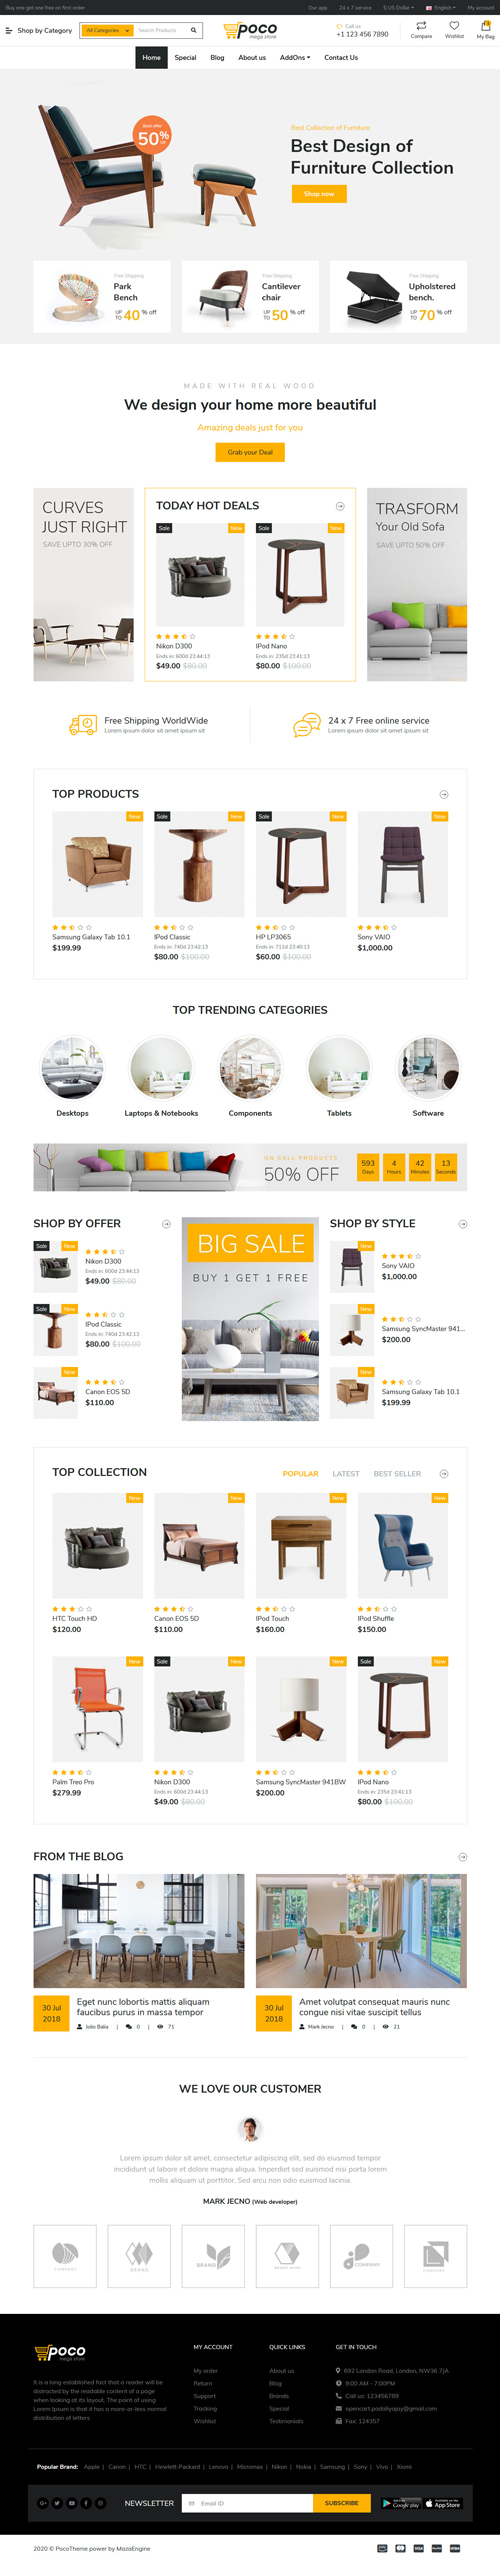 Buy one get one free on first order
Our app
24 x 7 service
$ US Dollar
English
My account
Shop by Category
All Categories
Search Products
POCO
mega store
Call us
+1 123 456 7890
Compare
Wishlist
My Bag
Home
Special
Blog
About us
AddOns
Contact Us
Best offer
50%
Best Collection of Furniture
Best Design of
Furniture Collection
Shop now
Free Shipping
Park
Bench
UP TO 40 % off
Free Shipping
Cantilever
chair
UP TO 50 % off
Free Shipping
Upholstered
bench.
UP TO 70 % off
MADE WITH REAL WOOD
We design your home more beautiful
Amazing deals just for you
Grab your Deal
CURVES
JUST RIGHT
SAVE UPTO 30% OFF
TODAY HOT DEALS
Sale New
Nikon D300
Ends in: 600d 23:44:13
$49.00 $80.00
Sale New
IPod Nano
Ends in: 235d 23:41:13
$80.00 $100.00
TRASFORM
Your Old Sofa
SAVE UPTO 50% OFF
Free Shipping WorldWide
Lorem ipsum dolor sit amet ipsum sit
24 x 7 Free online service
Lorem ipsum dolor sit amet ipsum sit
TOP PRODUCTS
New
Samsung Galaxy Tab 10.1
$199.99
Sale New
IPod Classic
Ends in: 740d 23:42:13
$80.00 $100.00
Sale New
HP LP3065
Ends in: 711d 23:40:13
$60.00 $100.00
New
Sony VAIO
$1,000.00
TOP TRENDING CATEGORIES
Desktops
Laptops & Notebooks
Components
Tablets
Software
ON SALL PRODUCTS
50% OFF
593 Days
4 Hours
42 Minutes
13 Seconds
SHOP BY OFFER
Sale New
Nikon D300
Ends in: 600d 23:44:13
$49.00 $80.00
Sale New
IPod Classic
Ends in: 740d 23:42:13
$80.00 $100.00
New
Canon EOS 5D
$110.00
BIG SALE
BUY 1 GET 1 FREE
SHOP BY STYLE
New
Sony VAIO
$1,000.00
New
Samsung SyncMaster 941...
$200.00
New
Samsung Galaxy Tab 10.1
$199.99
TOP COLLECTION
POPULAR
LATEST
BEST SELLER
New
HTC Touch HD
$120.00
New
Canon EOS 5D
$110.00
New
IPod Touch
$160.00
New
IPod Shuffle
$150.00
New
Palm Treo Pro
$279.99
Sale New
Nikon D300
Ends in: 600d 23:44:13
$49.00 $80.00
New
Samsung SyncMaster 941BW
$200.00
Sale New
IPod Nano
Ends in: 235d 23:41:13
$80.00 $100.00
FROM THE BLOG
30 Jul
2018
Eget nunc lobortis mattis aliquam
faucibus purus in massa tempor
Jolio Balia | 0 | 71
30 Jul
2018
Amet volutpat consequat mauris nunc
congue nisi vitae suscipit tellus
Mark Jecno | 0 | 21
WE LOVE OUR CUSTOMER
Lorem ipsum dolor sit amet, consectetur adipiscing elit, sed do eiusmod tempor
incididunt ut labore et dolore magna aliqua. Imperdiet sed euismod nisi porta lorem
mollis aliquam ut porttitor. Sed arcu non odio euismod lacinia.
MARK JECNO (Web developer)
COMPANY
BRAND
BRAND
COMPANY
COMPANY
POCO
mega store
It is a long established fact that a reader will be
distracted by the readable content of a page
when looking at its layout. The point of using
Lorem Ipsum is that it has a more-or-less normal
distribution of letters
MY ACCOUNT
My order
Return
Support
Tracking
Wishlist
QUICK LINKS
About us
Blog
Brands
Special
Testimonials
GET IN TOUCH
692 London Road, London, NW36 7JA
9:00 AM - 7:00PM
Call us: 123456789
opencart.padaliyajay@gmail.com
Fax: 124357
Popular Brand: Apple | Canon | HTC | Hewlett-Packard | Lenovo | Micromax | Nikon | Nokia | Samsung | Sony | Vivo | Xiomi
NEWSLETTER
Email ID
SUBSCRIBE
Google play
App Store
2020 © PocoTheme power by MazaEngine